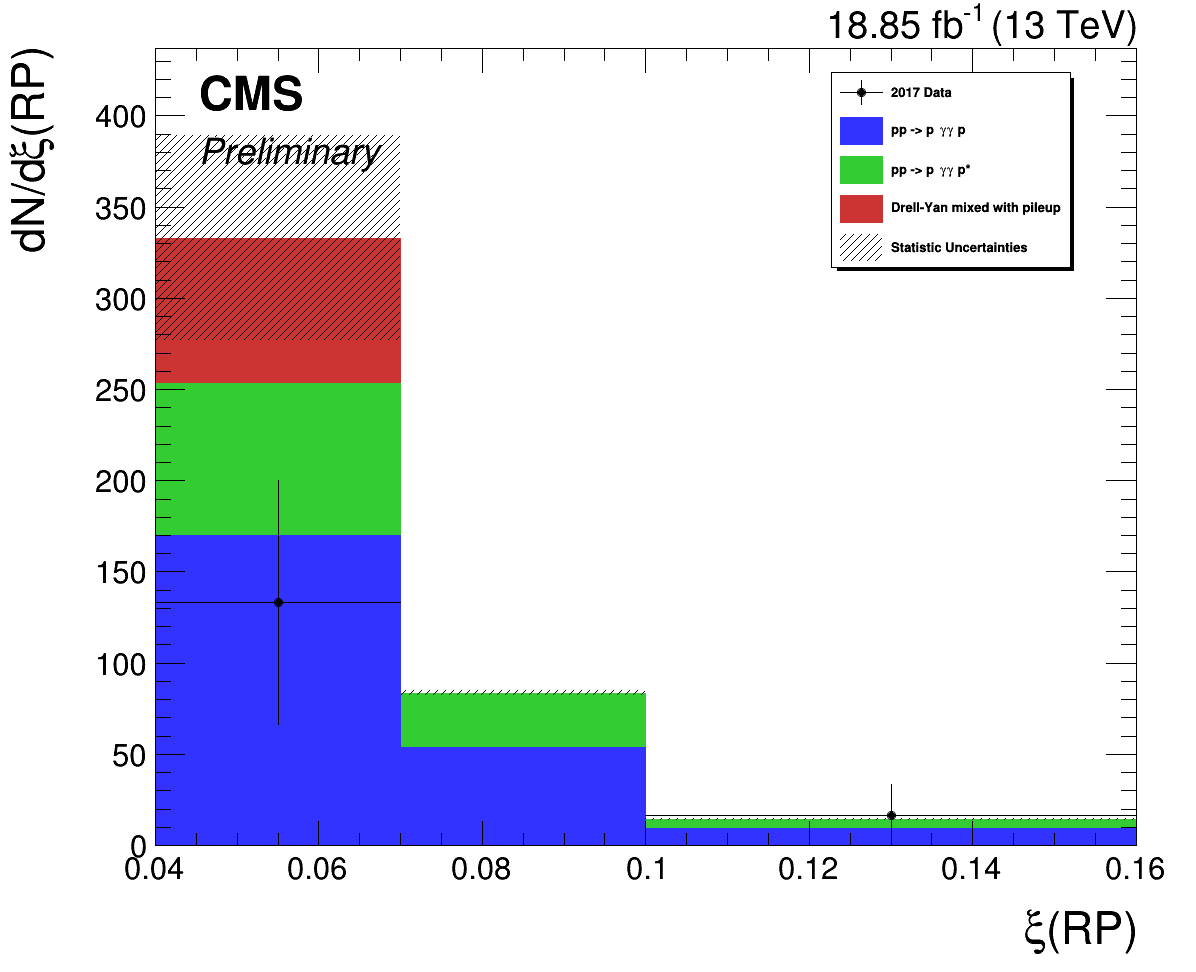 18.85 fb-1 (13 TeV)
dN/dξ(RP)
CMS
Preliminary
2017 Data
pp -> p γγ p
pp -> p γγ p*
Drell-Yan mixed with pileup
Statistic Uncertainties
400
350
300
250
200
150
100
50
0
0.04 0.06 0.08 0.1 0.12 0.14 0.16
ξ(RP)